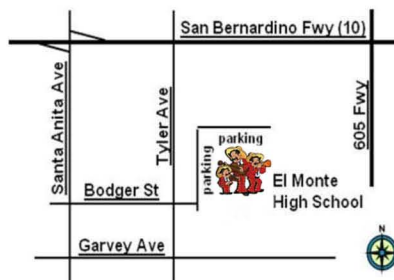 San Bernardino Fwy (10)
Santa Anita Ave
Tyler Ave
605 Fwy
parking
parking
El Monte
High School
Bodger St
Garvey Ave
N